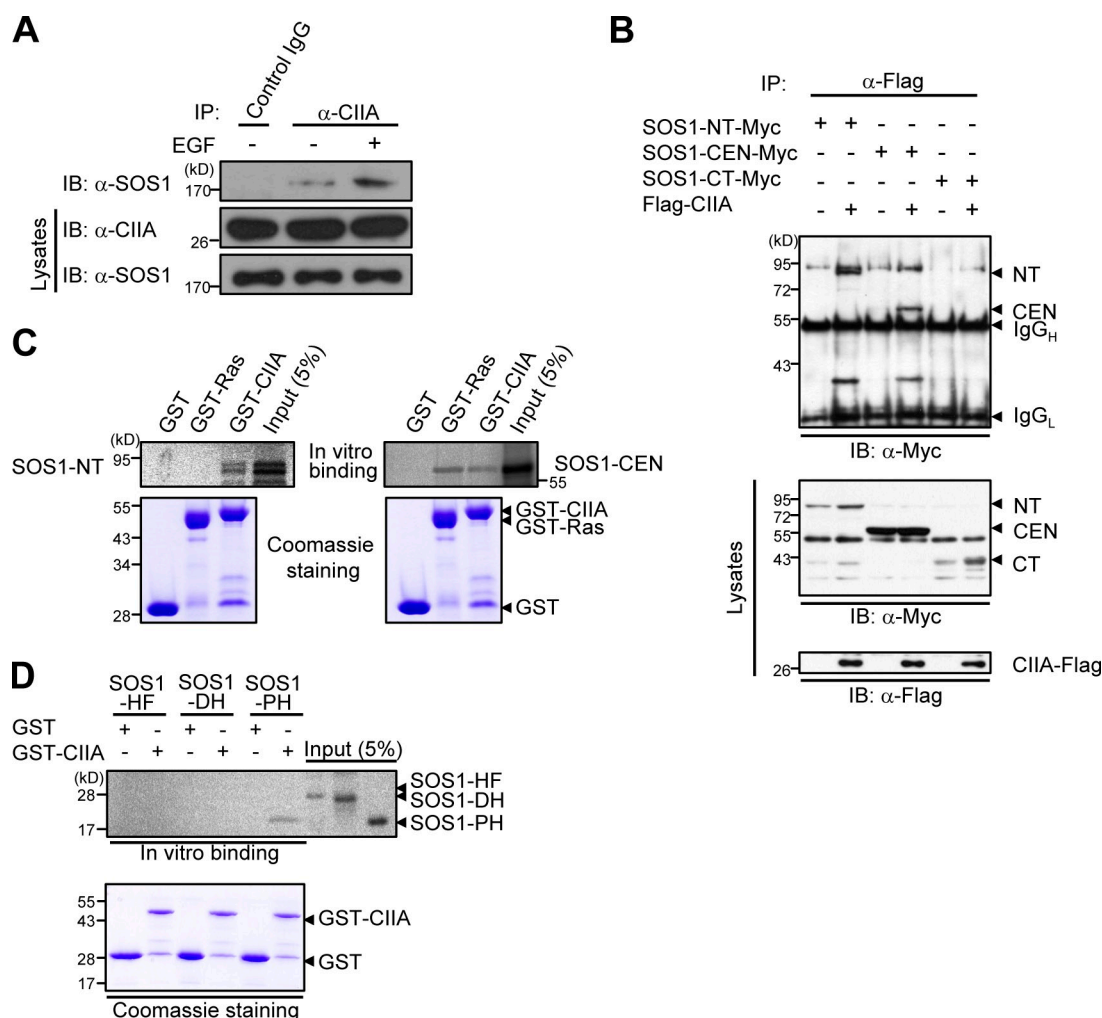 A
Control IgG
IP: α-CIIA
EGF - - +
(kD)
IB: α-SOS1 170
Lysates
IB: α-CIIA 26
IB: α-SOS1 170
B
IP: α-Flag
SOS1-NT-Myc + + - - - -
SOS1-CEN-Myc - - + + - -
SOS1-CT-Myc - - - - + +
Flag-CIIA - + - + - +
(kD)
95 NT
72
CEN
55 IgGH
43
IgGL
IB: α-Myc
Lysates
95 NT
72
55 CEN
43 CT
IB: α-Myc
26 CIIA-Flag
IB: α-Flag
C
GST GST-Ras GST-CIIA Input (5%)
GST GST-Ras GST-CIIA Input (5%)
(kD)
SOS1-NT 95
In vitro binding
SOS1-CEN
55
55 GST-CIIA
GST-Ras
43
34
Coomassie staining
28 GST
D
SOS1-HF SOS1-DH SOS1-PH
GST + - + - + -
GST-CIIA - + - + - + Input (5%)
(kD)
SOS1-HF
28 SOS1-DH
SOS1-PH
17
In vitro binding
55
43 GST-CIIA
28 GST
17
Coomassie staining